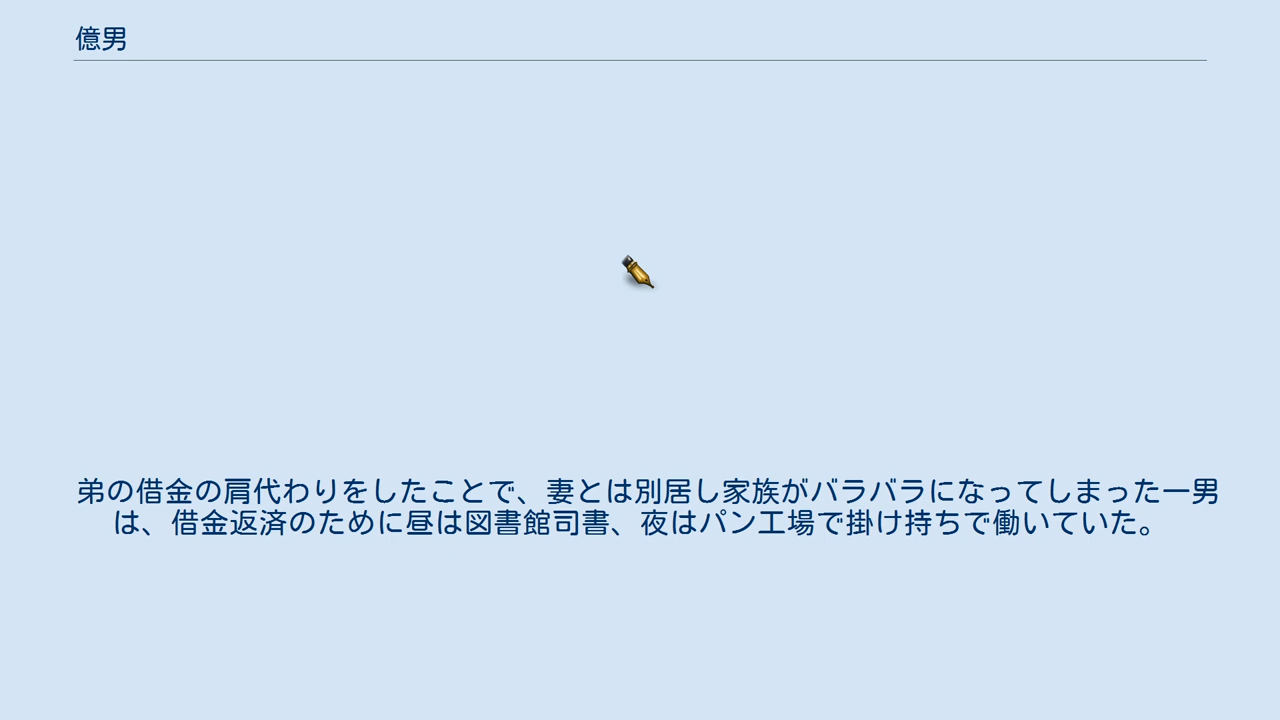 億男
弟の借金の肩代わりをしたことで、妻とは別居し家族がバラバラになってしまった一男
は、借金返済のために昼は図書館司書、夜はパン工場で掛け持ちで働いていた。